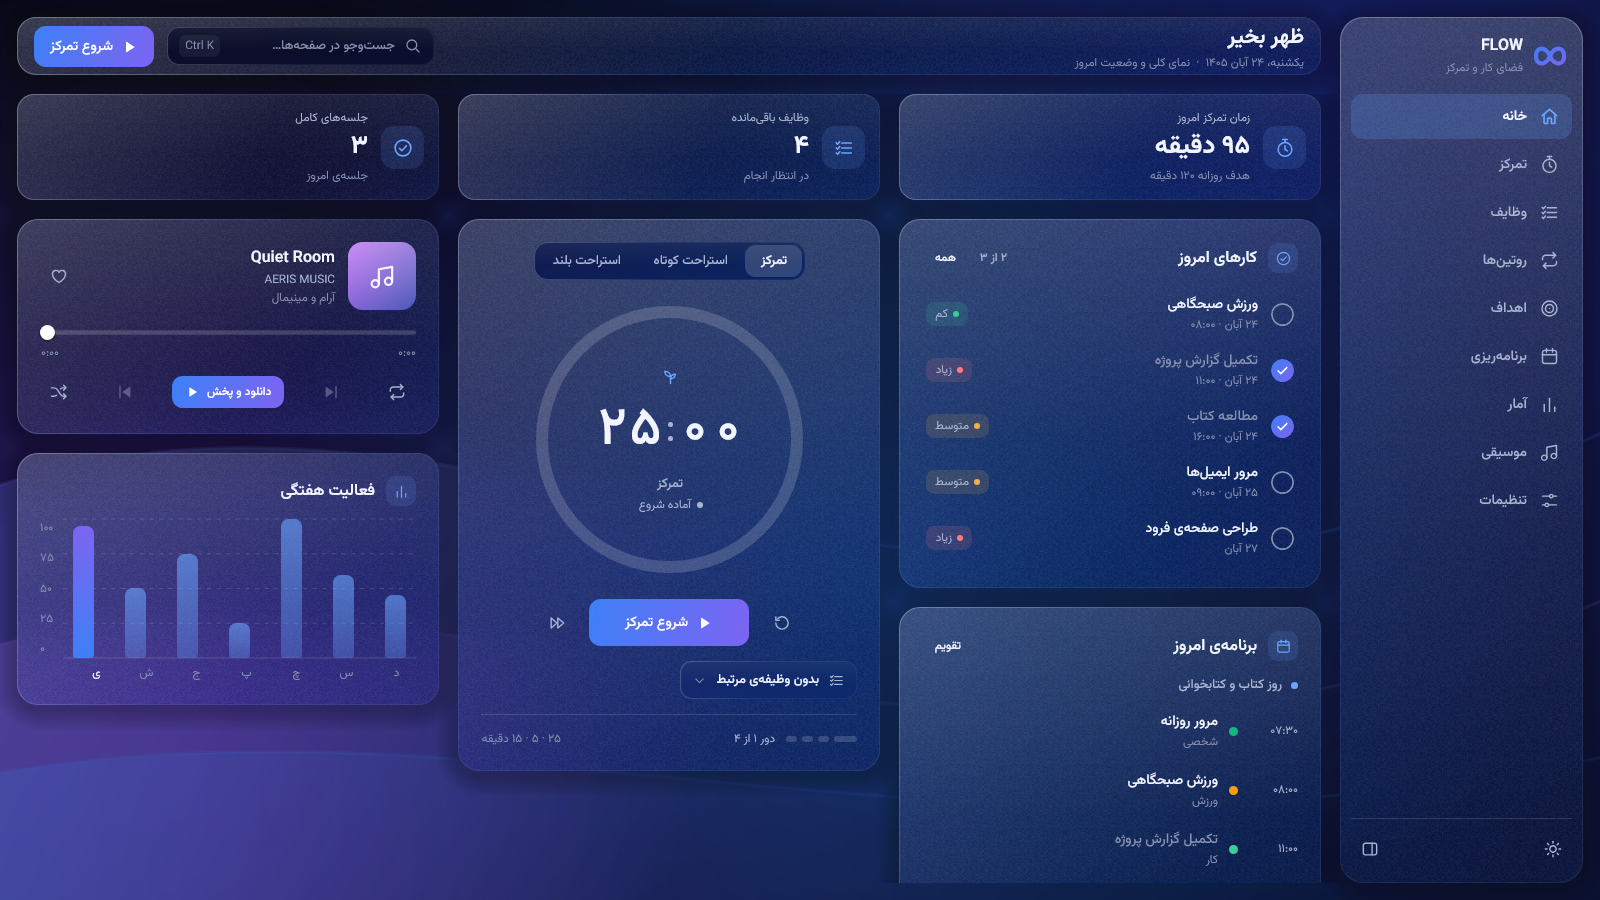 FLOW
فضای کار و تمرکز
خانه
تمرکز
وظایف
روتین‌ها
اهداف
برنامه‌ریزی
آمار
موسیقی
تنظیمات
ظهر بخیر
یکشنبه، ۲۴ آبان ۱۴۰۵ · نمای کلی و وضعیت امروز
جست‌وجو در صفحه‌ها...
Ctrl K
شروع تمرکز
زمان تمرکز امروز
۹۵ دقیقه
هدف روزانه ۱۲۰ دقیقه
وظایف باقی‌مانده
۴
در انتظار انجام
جلسه‌های کامل
۳
جلسه‌ی امروز
کارهای امروز
۲ از ۳
همه
ورزش صبحگاهی
۲۴ آبان · ۰۸:۰۰
کم
تکمیل گزارش پروژه
۲۴ آبان · ۱۱:۰۰
زیاد
مطالعه کتاب
۲۴ آبان · ۱۶:۰۰
متوسط
مرور ایمیل‌ها
۲۵ آبان · ۰۹:۰۰
متوسط
طراحی صفحه‌ی فرود
۲۷ آبان
زیاد
برنامه‌ی امروز
تقویم
روز کتاب و کتابخوانی
۰۷:۳۰
مرور روزانه
شخصی
۰۸:۰۰
ورزش صبحگاهی
ورزش
۱۱:۰۰
تکمیل گزارش پروژه
کار
تمرکز
استراحت کوتاه
استراحت بلند
۲۵:۰۰
تمرکز
آماده شروع
شروع تمرکز
بدون وظیفه‌ی مرتبط
دور ۱ از ۴
۲۵ · ۵ · ۱۵ دقیقه
Quiet Room
AERIS MUSIC
آرام و مینیمال
۰:۰۰
۰:۰۰
دانلود و پخش
فعالیت هفتگی
۱۰۰
۷۵
۵۰
۲۵
۰
د
س
چ
پ
ج
ش
ی